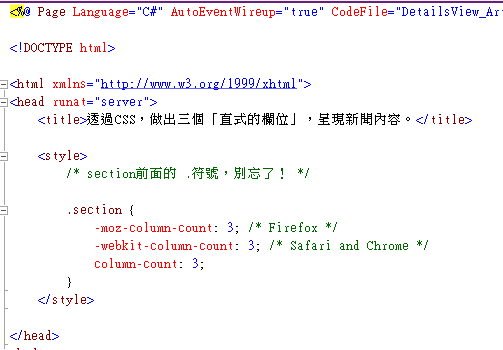 <%@ Page Language="C#" AutoEventWireup="true" CodeFile="DetailsView_Ar
<!DOCTYPE html>
<html xmlns="http://www.w3.org/1999/xhtml">
<head runat="server">
<title>透過CSS，做出三個「直式的欄位」，呈現新聞內容。</title>
<style>
/* section前面的 .符號，別忘了！ */
.section {
-moz-column-count: 3; /* Firefox */
-webkit-column-count: 3; /* Safari and Chrome */
column-count: 3;
}
</style>
</head>